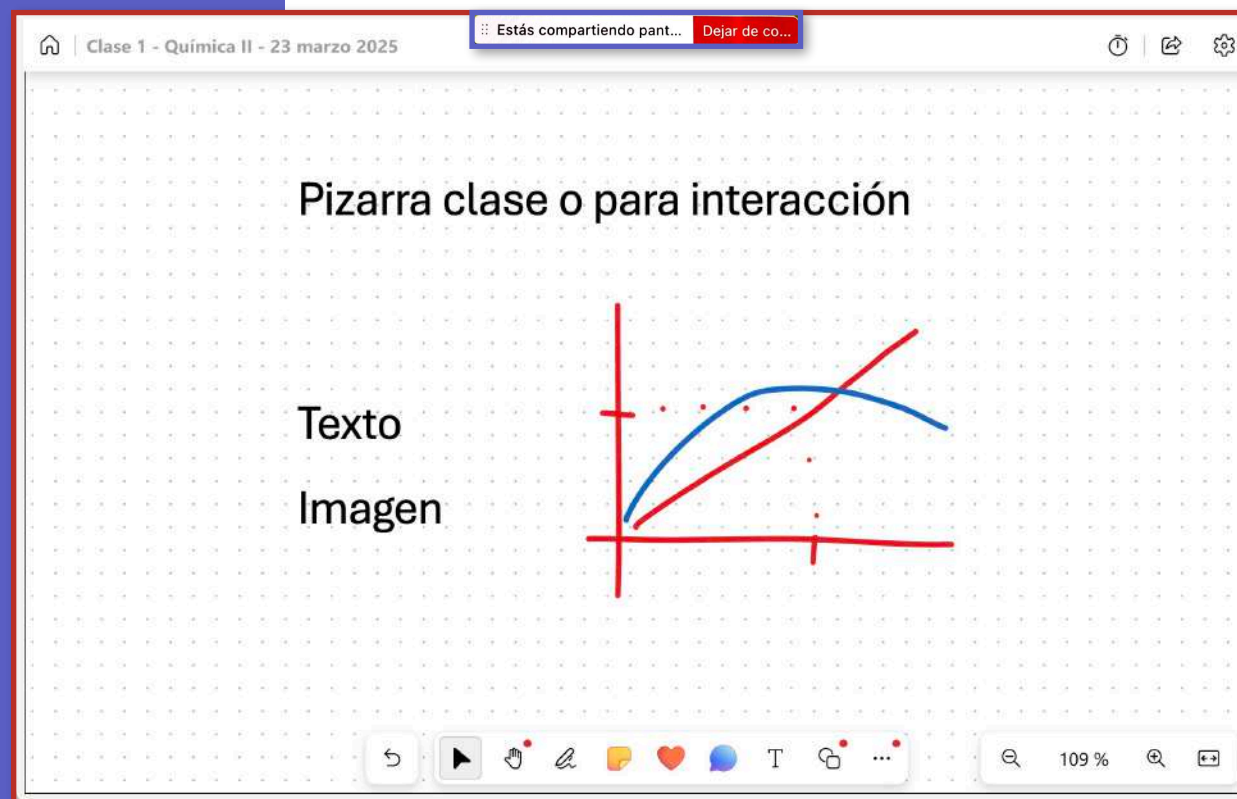 Clase 1 - Química II - 23 marzo 2025
Estás compartiendo pant... Dejar de co...
Pizarra clase o para interacción
Texto
Imagen
T
109 %